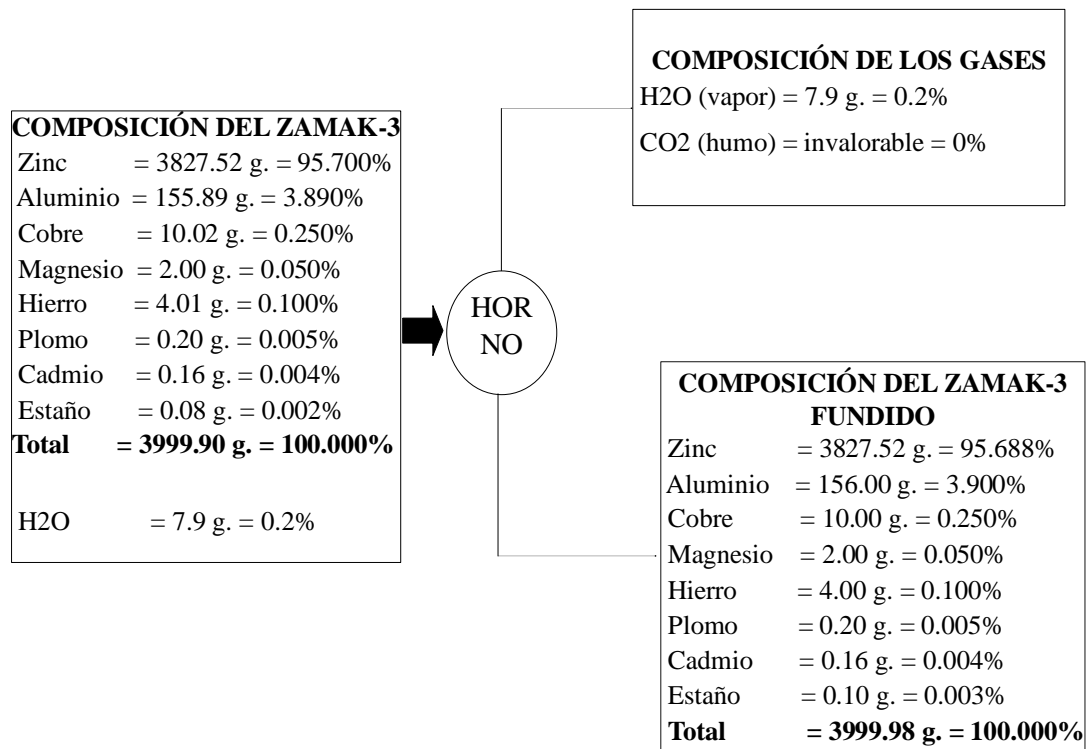 COMPOSICIÓN DE LOS GASES
H2O (vapor) = 7.9 g. = 0.2%
CO2 (humo) = invalorable = 0%
COMPOSICIÓN DEL ZAMAK-3
Zinc = 3827.52 g. = 95.700%
Aluminio = 155.89 g. = 3.890%
Cobre = 10.02 g. = 0.250%
Magnesio = 2.00 g. = 0.050%
Hierro = 4.01 g. = 0.100%
Plomo = 0.20 g. = 0.005%
Cadmio = 0.16 g. = 0.004%
Estaño = 0.08 g. = 0.002%
Total = 3999.90 g. = 100.000%
H2O = 7.9 g. = 0.2%
HOR
NO
COMPOSICIÓN DEL ZAMAK-3
FUNDIDO
Zinc = 3827.52 g. = 95.688%
Aluminio = 156.00 g. = 3.900%
Cobre = 10.00 g. = 0.250%
Magnesio = 2.00 g. = 0.050%
Hierro = 4.00 g. = 0.100%
Plomo = 0.20 g. = 0.005%
Cadmio = 0.16 g. = 0.004%
Estaño = 0.10 g. = 0.003%
Total = 3999.98 g. = 100.000%